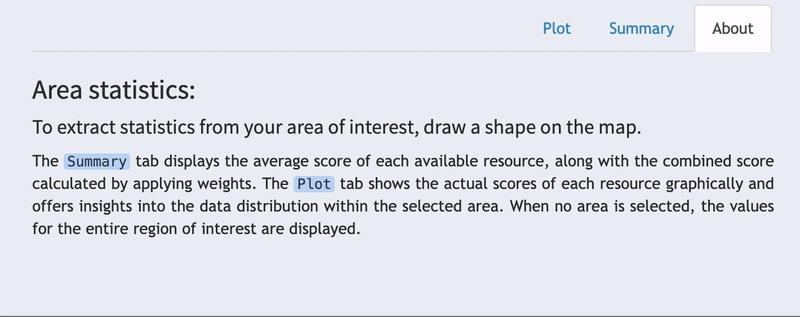 Plot Summary About
Area statistics:
To extract statistics from your area of interest, draw a shape on the map.
The Summary tab displays the average score of each available resource, along with the combined score
calculated by applying weights. The Plot tab shows the actual scores of each resource graphically and
offers insights into the data distribution within the selected area. When no area is selected, the values
for the entire region of interest are displayed.